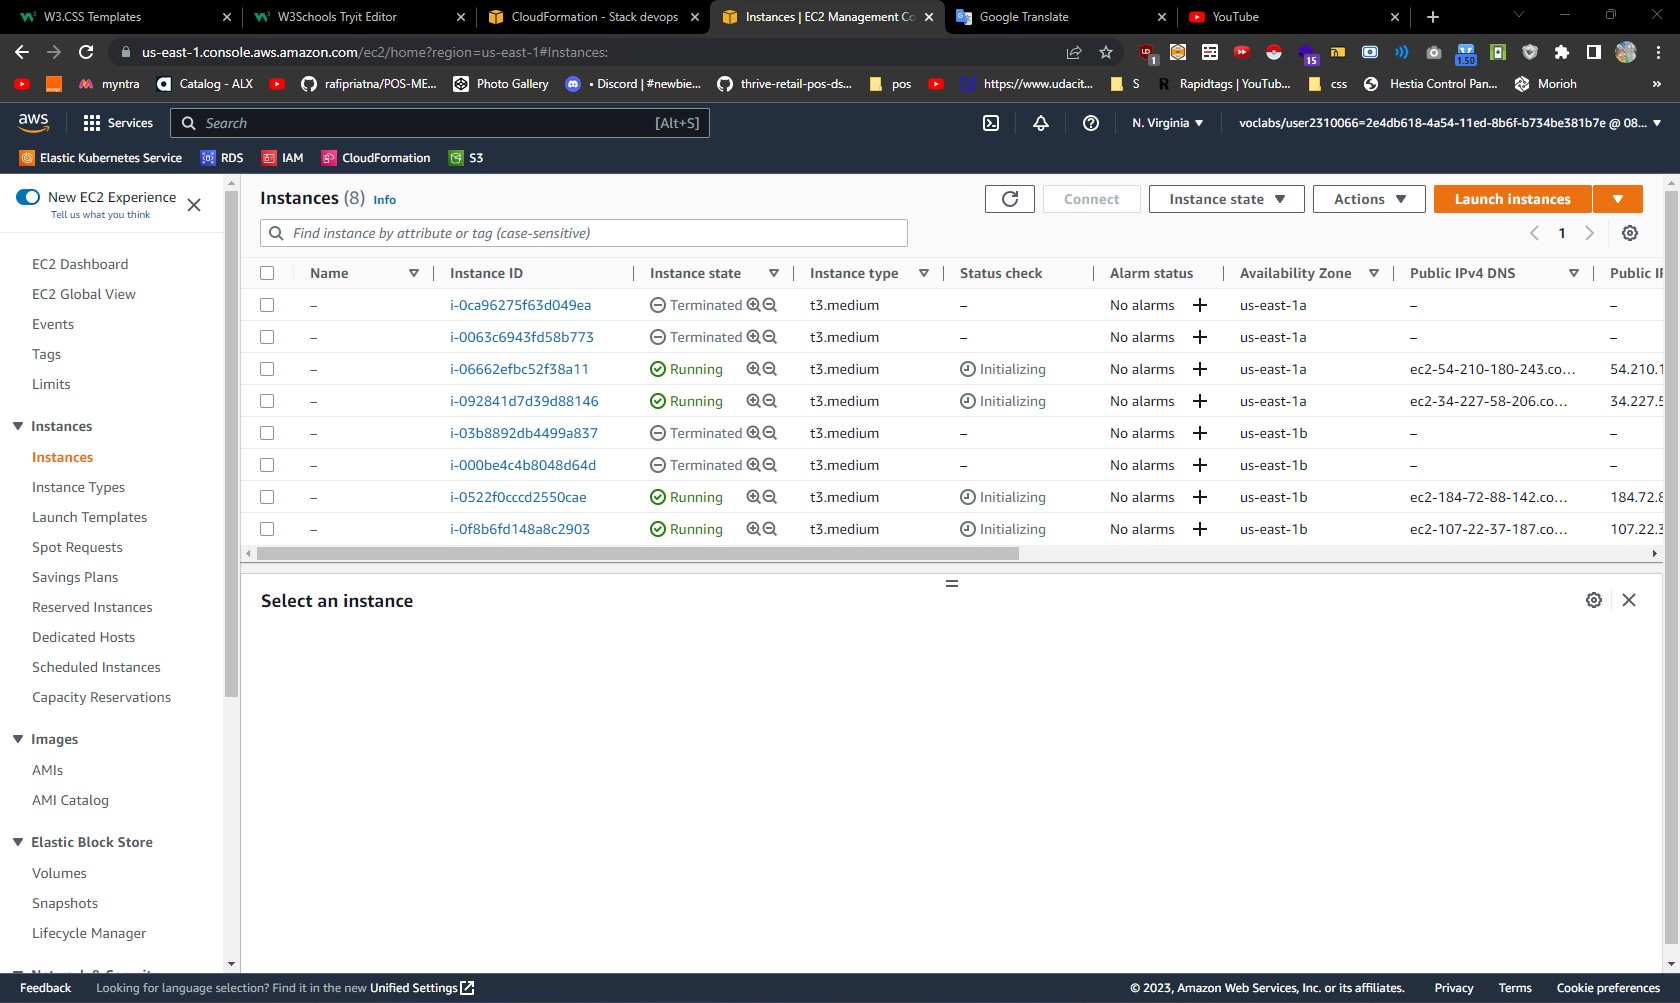 W3.CSS Templates
W3Schools Tryit Editor
CloudFormation - Stack devops
Instances | EC2 Management Co
Google Translate
YouTube
us-east-1.console.aws.amazon.com/ec2/home?region=us-east-1#Instances:
1
15
1.50
myntra
Catalog - ALX
rafipriatna/POS-ME...
Photo Gallery
• Discord | #newbie...
thrive-retail-pos-ds...
pos
https://www.udacit...
S
R
Rapidtags | YouTub...
css
Hestia Control Pan...
Morioh
»
aws
Services
Search
[Alt+S]
N. Virginia
voclabs/user2310066=2e4db618-4a54-11ed-8b6f-b734be381b7e @ 08...
Elastic Kubernetes Service
RDS
IAM
CloudFormation
S3
New EC2 Experience
Tell us what you think
EC2 Dashboard
EC2 Global View
Events
Tags
Limits
Instances
Instances
Instance Types
Launch Templates
Spot Requests
Savings Plans
Reserved Instances
Dedicated Hosts
Scheduled Instances
Capacity Reservations
Images
AMIs
AMI Catalog
Elastic Block Store
Volumes
Snapshots
Lifecycle Manager
Instances (8) Info
Connect
Instance state
Actions
Launch instances
Find instance by attribute or tag (case-sensitive)
1
Name Instance ID Instance state Instance type Status check Alarm status Availability Zone Public IPv4 DNS Public IP
– i-0ca96275f63d049ea Terminated t3.medium – No alarms + us-east-1a – –
– i-0063c6943fd58b773 Terminated t3.medium – No alarms + us-east-1a – –
– i-06662efbc52f38a11 Running t3.medium Initializing No alarms + us-east-1a ec2-54-210-180-243.co... 54.210.1
– i-092841d7d39d88146 Running t3.medium Initializing No alarms + us-east-1a ec2-34-227-58-206.co... 34.227.5
– i-03b8892db4499a837 Terminated t3.medium – No alarms + us-east-1b – –
– i-000be4c4b8048d64d Terminated t3.medium – No alarms + us-east-1b – –
– i-0522f0cccd2550cae Running t3.medium Initializing No alarms + us-east-1b ec2-184-72-88-142.co... 184.72.8
– i-0f8b6fd148a8c2903 Running t3.medium Initializing No alarms + us-east-1b ec2-107-22-37-187.co... 107.22.3
Select an instance
Feedback
Looking for language selection? Find it in the new Unified Settings
© 2023, Amazon Web Services, Inc. or its affiliates.
Privacy
Terms
Cookie preferences